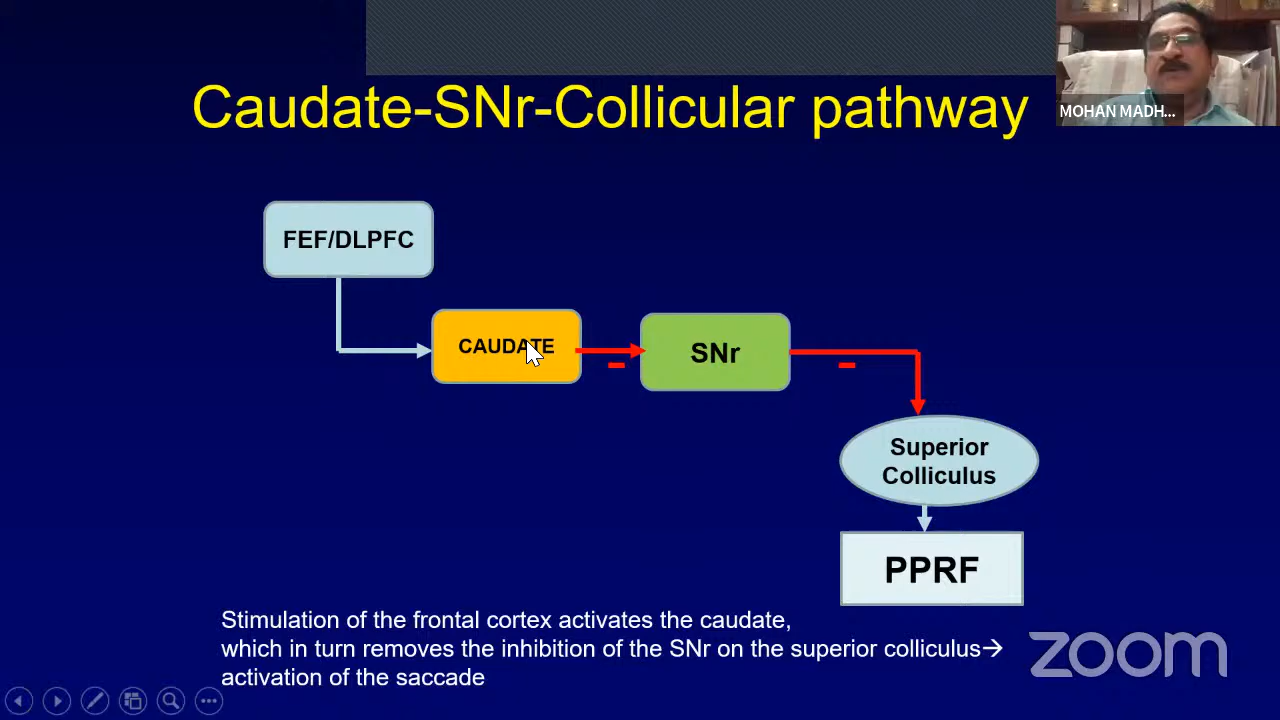 Caudate-SNr-Collicular pathway
MOHAN MADH...
FEF/DLPFC
CAUDATE
SNr
-
-
Superior
Colliculus
PPRF
Stimulation of the frontal cortex activates the caudate,
which in turn removes the inhibition of the SNr on the superior colliculus→
activation of the saccade
zoom